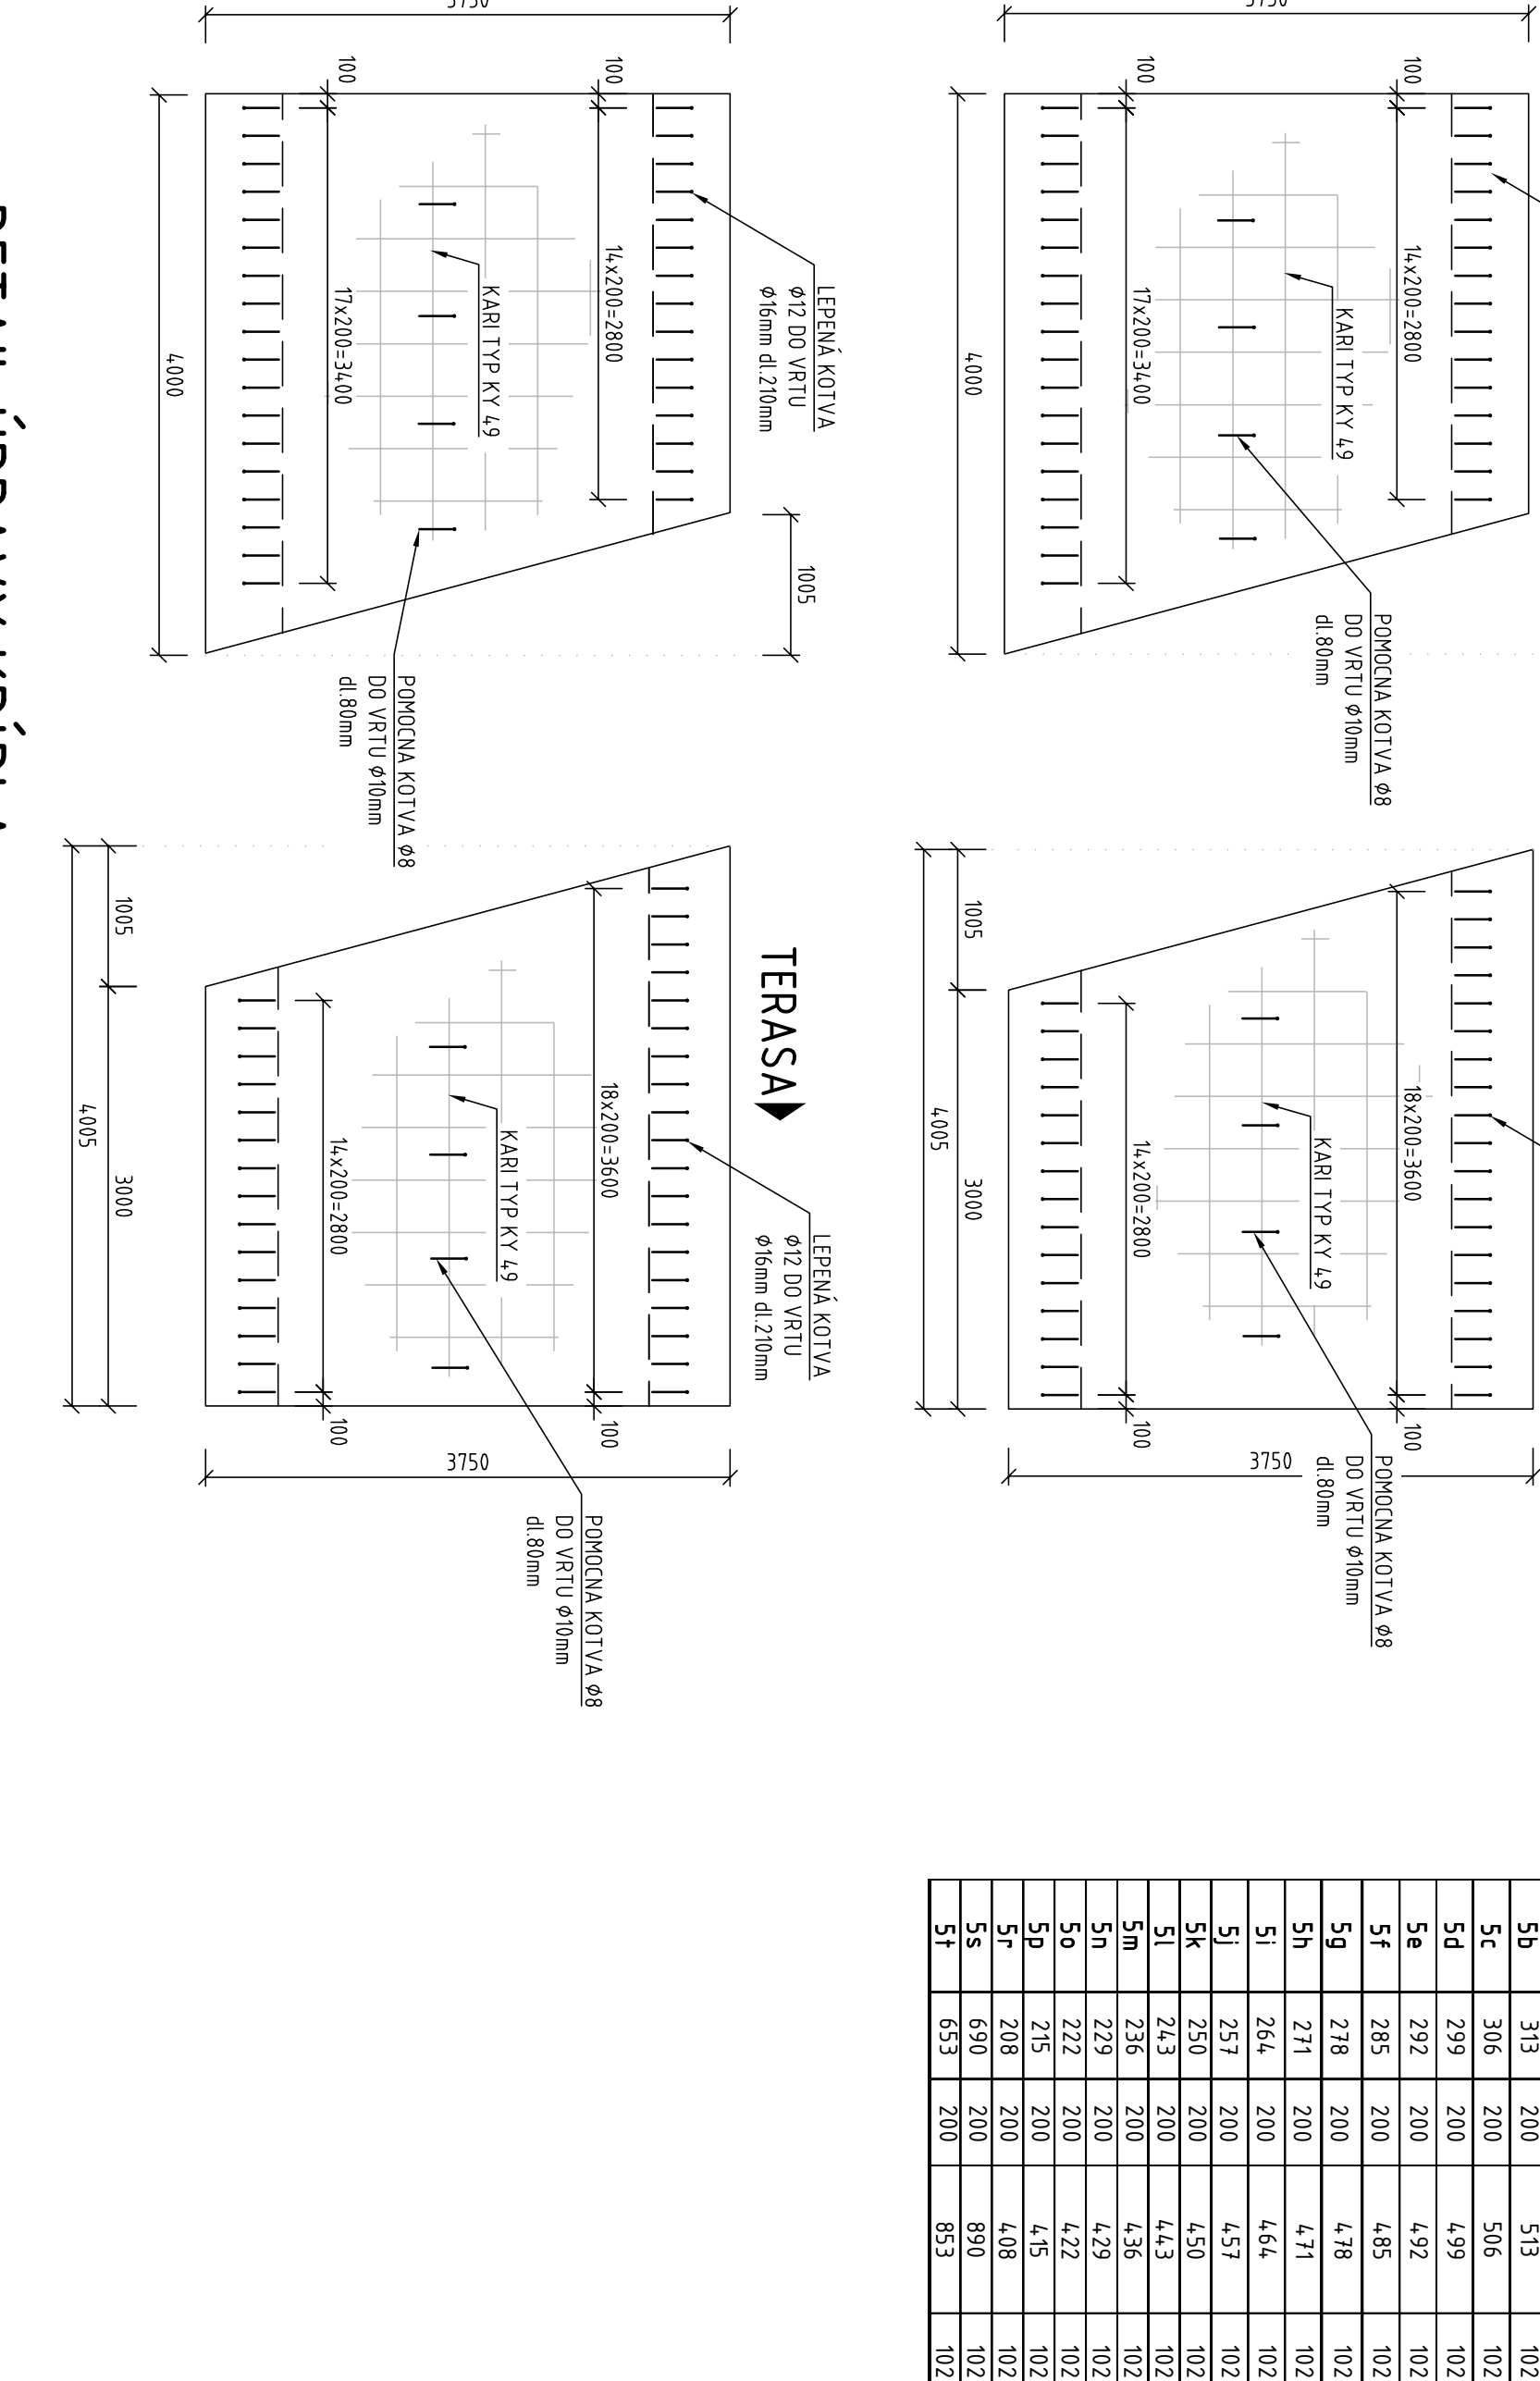 3750
100
100
14x200=2800
17x200=3400
4000
KARI TYP KY 49
POMOCNA KOTVA ø8
DO VRTU ø10mm
dl.80mm
1005
3000
4005
18x200=3600
14x200=2800
100
100
KARI TYP KY 49
3750
POMOCNA KOTVA ø8
DO VRTU ø10mm
dl.80mm
3750
100
100
LEPENÁ KOTVA
ø12 DO VRTU
ø16mm dl.210mm
14x200=2800
17x200=3400
4000
KARI TYP KY 49
1005
POMOCNA KOTVA ø8
DO VRTU ø10mm
dl.80mm
TERASA
1005
3000
4005
18x200=3600
14x200=2800
KARI TYP KY 49
LEPENÁ KOTVA
ø12 DO VRTU
ø16mm dl.210mm
100
100
3750
POMOCNA KOTVA ø8
DO VRTU ø10mm
dl.80mm
5b 313 200 513 102
5c 306 200 506 102
5d 299 200 499 102
5e 292 200 492 102
5f 285 200 485 102
5g 278 200 478 102
5h 271 200 471 102
5i 264 200 464 102
5j 257 200 457 102
5k 250 200 450 102
5l 243 200 443 102
5m 236 200 436 102
5n 229 200 429 102
5o 222 200 422 102
5p 215 200 415 102
5r 208 200 408 102
5s 690 200 890 102
5t 653 200 853 102